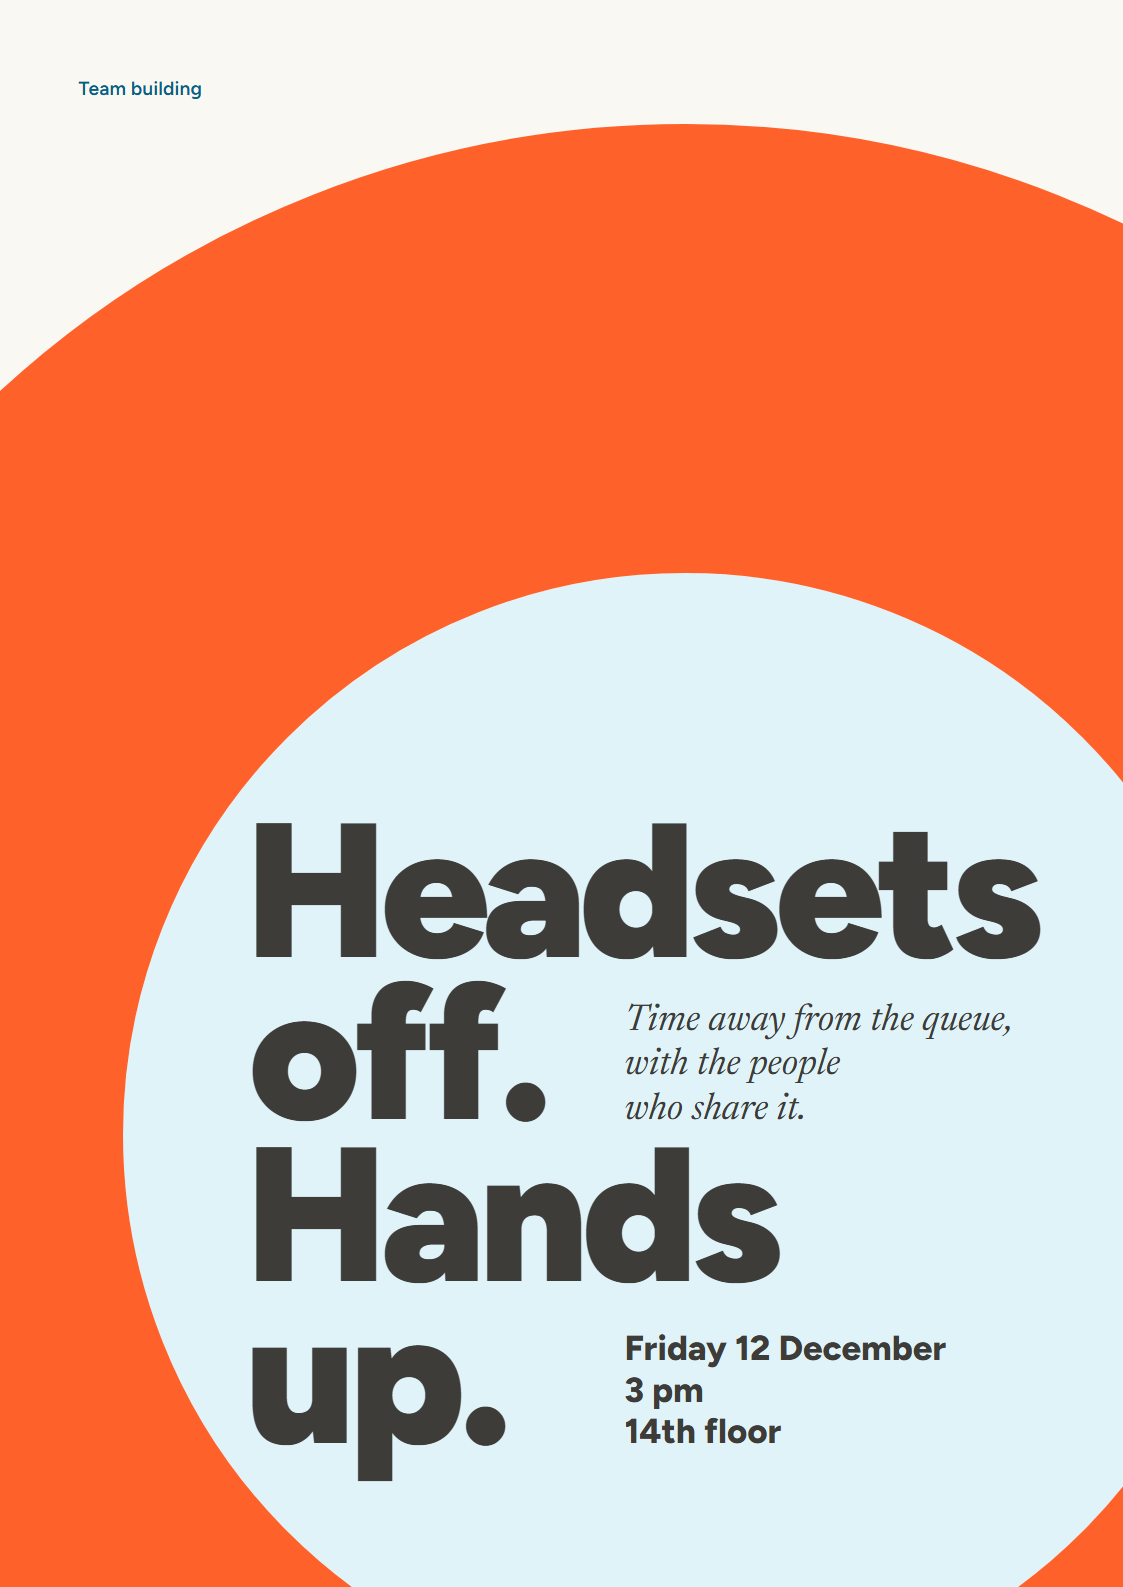 Team building
Headsets
off.
Time away from the queue,
with the people
who share it.
Hands
up.
Friday 12 December
3 pm
14th floor